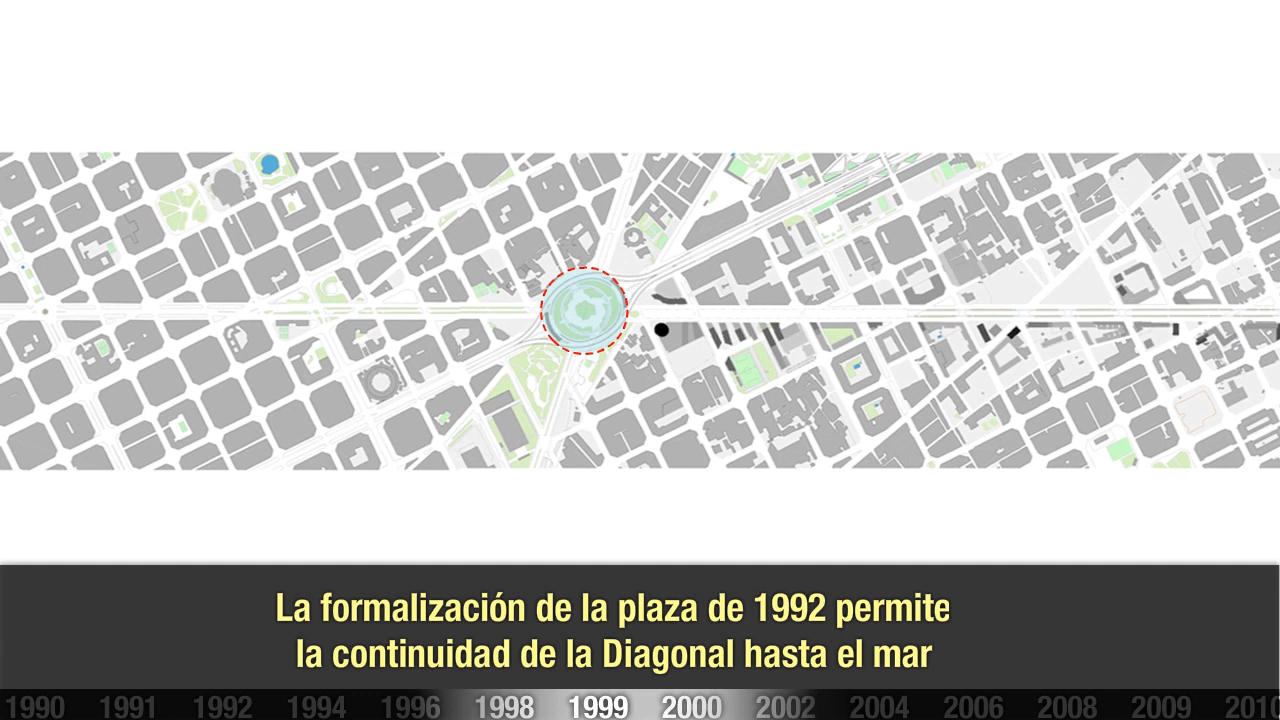 La formalización de la plaza de 1992 permite
la continuidad de la Diagonal hasta el mar
1990 1991 1992 1994 1996 1998 1999 2000 2002 2004 2006 2008 2009 2010